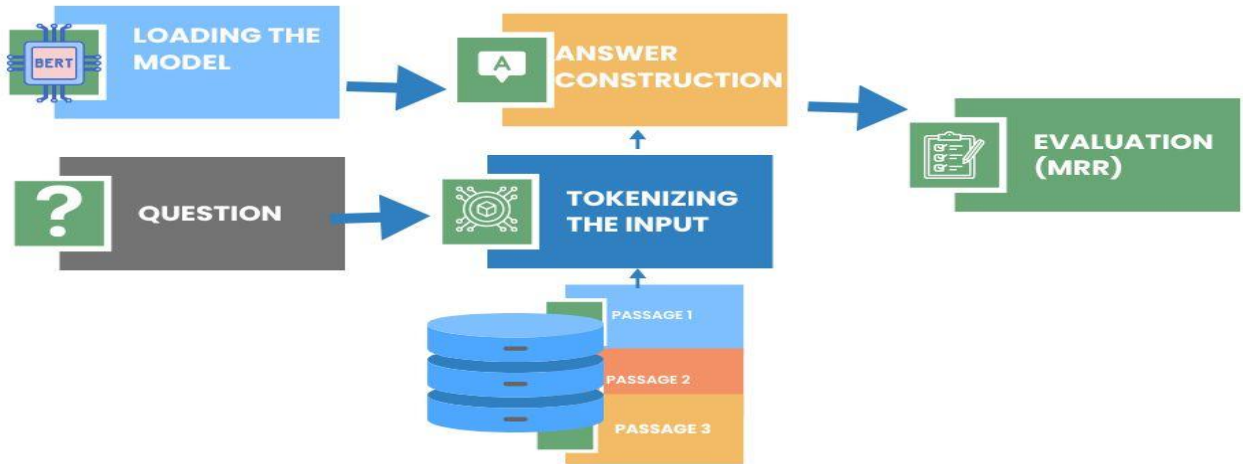 BERT
LOADING THE
MODEL
A
ANSWER
CONSTRUCTION
EVALUATION
(MRR)
?
QUESTION
TOKENIZING
THE INPUT
PASSAGE 1
PASSAGE 2
PASSAGE 3